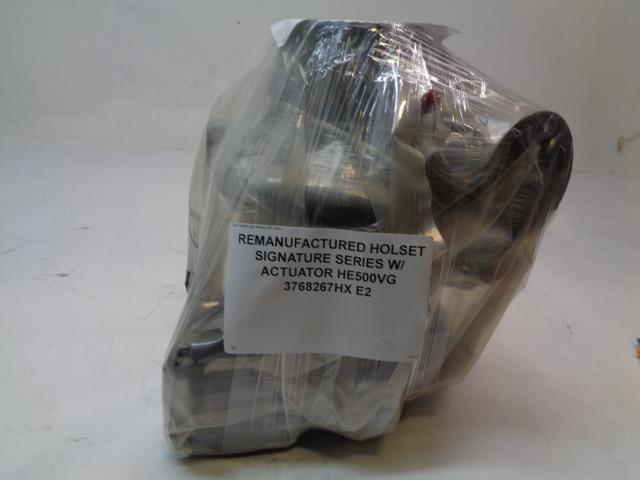 REMANUFACTURED HOLSET
SIGNATURE SERIES W/
ACTUATOR HE500VG
3768267HX E2